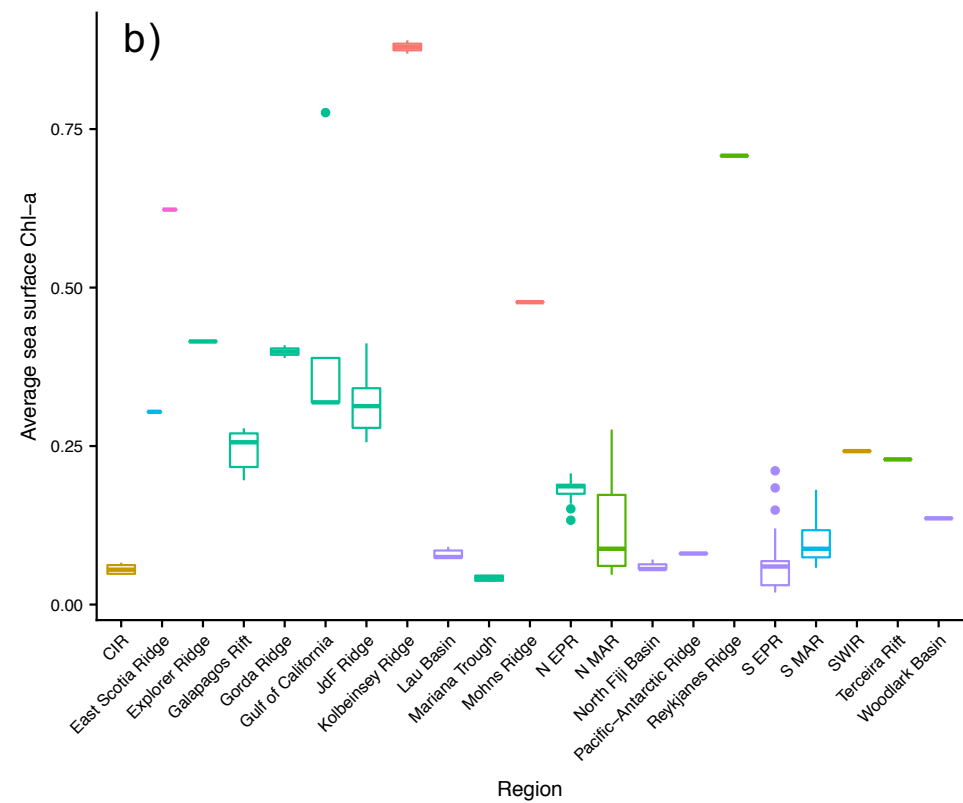 b)
Average sea surface Chl−a
0.75
0.50
0.25
0.00
CIR
East Scotia Ridge
Explorer Ridge
Galapagos Rift
Gorda Ridge
Gulf of California
JdF Ridge
Kolbeinsey Ridge
Lau Basin
Mariana Trough
Mohns Ridge
N EPR
N MAR
North Fiji Basin
Pacific−Antarctic Ridge
Reykjanes Ridge
S EPR
S MAR
SWIR
Terceira Rift
Woodlark Basin
Region